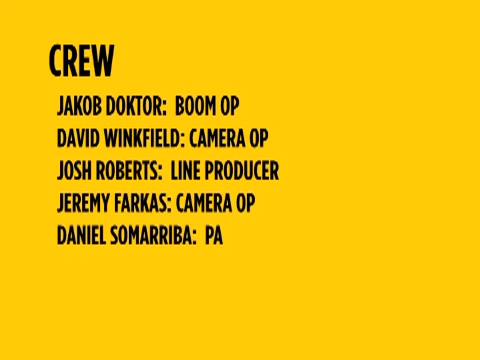 CREW
JAKOB DOKTOR: BOOM OP
DAVID WINKFIELD: CAMERA OP
JOSH ROBERTS: LINE PRODUCER
JEREMY FARKAS: CAMERA OP
DANIEL SOMARRIBA: PA